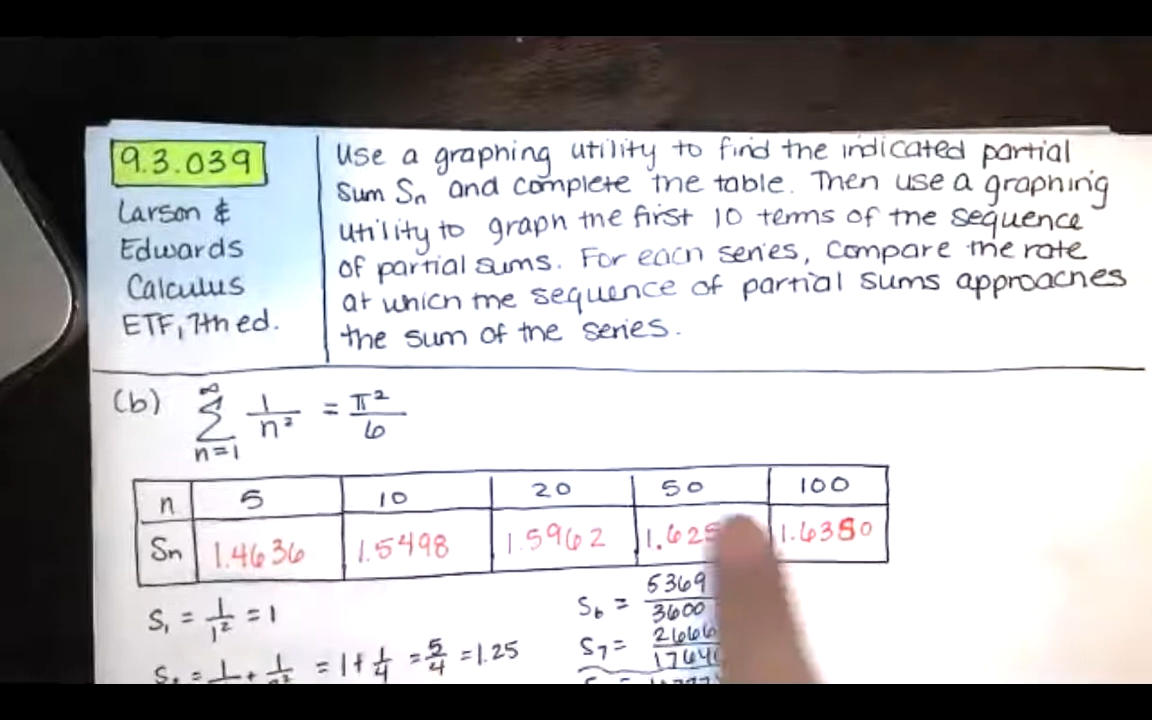 9.3.039
Larson &
Edwards
Calculus
ETF, 7th ed.
Use a graphing utility to find the indicated partial
sum Sn and complete the table. Then use a graphing
utility to graph the first 10 terms of the sequence
of partial sums. For each series, compare the rate
at which the sequence of partial sums approaches
the sum of the series.
(b) ∞ Σ n=1 1/n² = π²/6
n 5 10 20 50 100
Sn 1.4636 1.5498 1.5962 1.6350
S₁ = 1/1² = 1
= 1 + 1/4 = 5/4 = 1.25
S₆ = 5369/3600
S₇ =